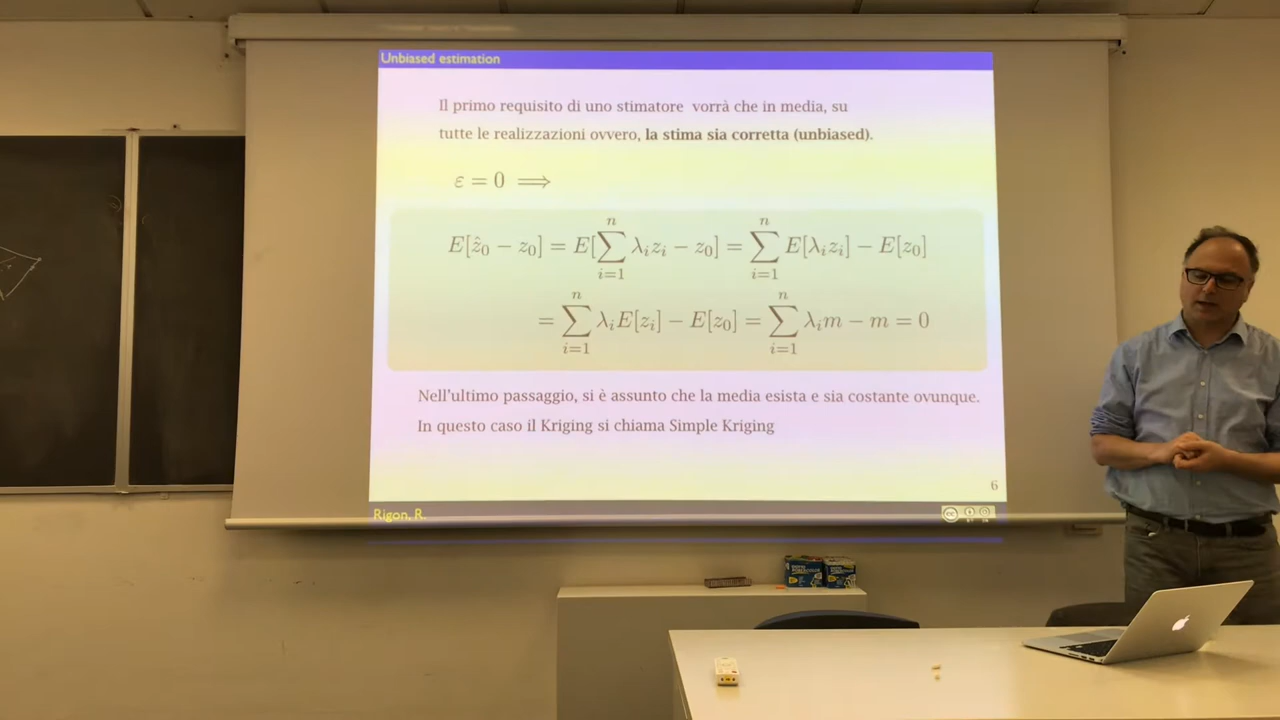 Unbiased estimation
Il primo requisito di uno stimatore vorrà che in media, su
tutte le realizzazioni ovvero, la stima sia corretta (unbiased).
ε = 0 ⟹
E[ẑ₀ − z₀] = E[∑ᵢ₌₁ⁿ λᵢzᵢ − z₀] = ∑ᵢ₌₁ⁿ E[λᵢzᵢ] − E[z₀]
= ∑ᵢ₌₁ⁿ λᵢE[zᵢ] − E[z₀] = ∑ᵢ₌₁ⁿ λᵢm − m = 0
Nell'ultimo passaggio, si è assunto che la media esista e sia costante ovunque.
In questo caso il Kriging si chiama Simple Kriging
6
Rigon, R.
cc